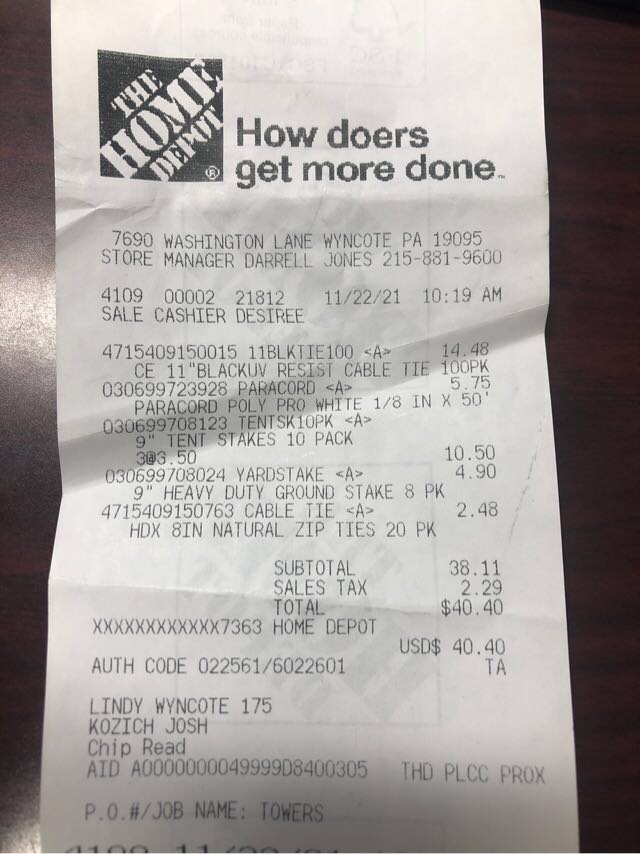 THE
HOME
DEPOT
®
How doers
get more done™
7690 WASHINGTON LANE WYNCOTE PA 19095
STORE MANAGER DARRELL JONES 215-881-9600
4109 00002 21812 11/22/21 10:19 AM
SALE CASHIER DESIREE
4715409150015 11BLKTIE100 <A> 14.48
CE 11"BLACKUV RESIST CABLE TIE 100PK
030699723928 PARACORD <A> 5.75
PARACORD POLY PRO WHITE 1/8 IN X 50'
030699708123 TENTSK10PK <A>
9" TENT STAKES 10 PACK
3@3.50 10.50
030699708024 YARDSTAKE <A> 4.90
9" HEAVY DUTY GROUND STAKE 8 PK
4715409150763 CABLE TIE <A> 2.48
HDX 8IN NATURAL ZIP TIES 20 PK
SUBTOTAL 38.11
SALES TAX 2.29
TOTAL $40.40
XXXXXXXXXXXX7363 HOME DEPOT
USD$ 40.40
AUTH CODE 022561/6022601 TA
LINDY WYNCOTE 175
KOZICH JOSH
Chip Read
AID A0000000049999D8400305 THD PLCC PROX
P.O.#/JOB NAME: TOWERS